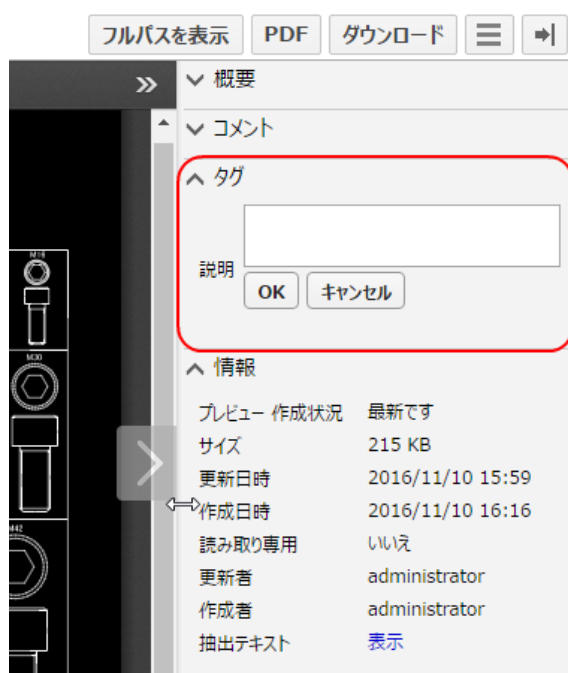 フルパスを表示 PDF ダウンロード
概要
コメント
タグ
説明
OK キャンセル
M16
M30
M42
情報
プレビュー 作成状況 最新です
サイズ 215 KB
更新日時 2016/11/10 15:59
作成日時 2016/11/10 16:16
読み取り専用 いいえ
更新者 administrator
作成者 administrator
抽出テキスト 表示